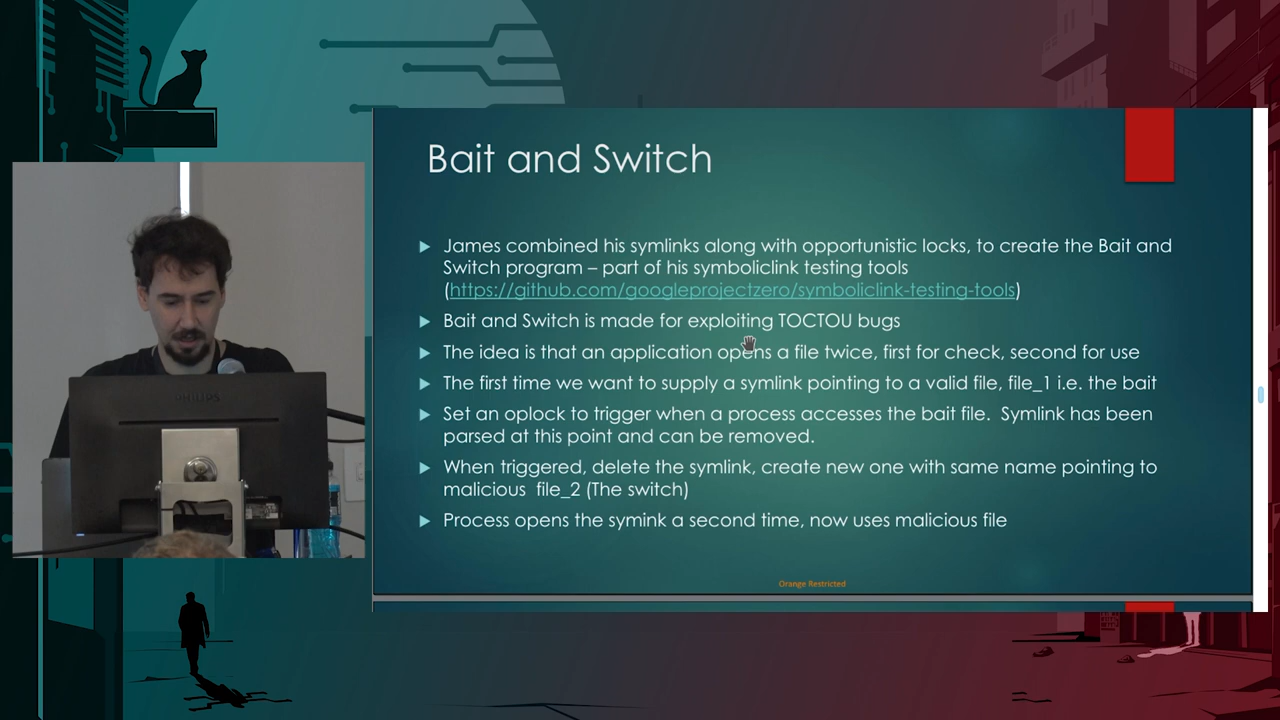 Bait and Switch
James combined his symlinks along with opportunistic locks, to create the Bait and
Switch program – part of his symboliclink testing tools
(https://github.com/googleprojectzero/symboliclink-testing-tools)
Bait and Switch is made for exploiting TOCTOU bugs
The idea is that an application opens a file twice, first for check, second for use
The first time we want to supply a symlink pointing to a valid file, file_1 i.e. the bait
Set an oplock to trigger when a process accesses the bait file.  Symlink has been
parsed at this point and can be removed.
When triggered, delete the symlink, create new one with same name pointing to
malicious  file_2 (The switch)
Process opens the symink a second time, now uses malicious file
Orange Restricted
PHILIPS